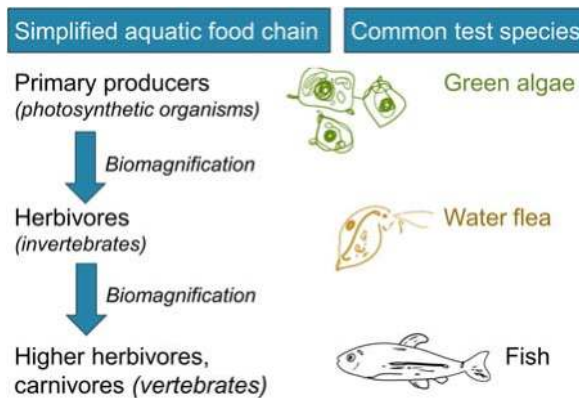 Simplified aquatic food chain
Common test species
Primary producers
(photosynthetic organisms)
Green algae
Biomagnification
Herbivores
(invertebrates)
Water flea
Biomagnification
Higher herbivores,
carnivores (vertebrates)
Fish